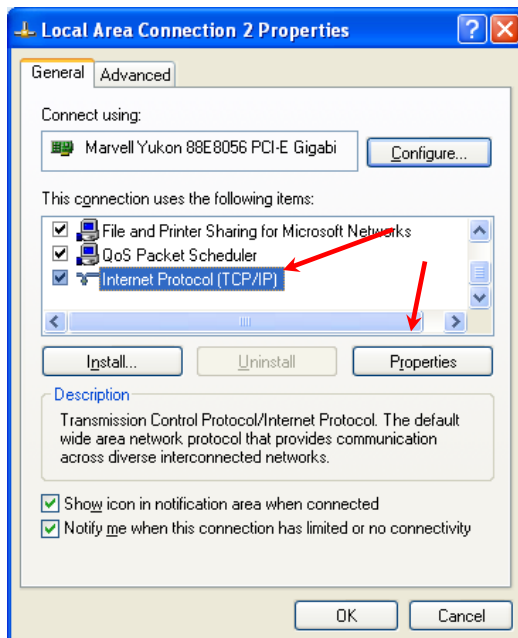 Local Area Connection 2 Properties
General Advanced
Connect using:
Marvell Yukon 88E8056 PCI-E Gigabi
Configure...
This connection uses the following items:
File and Printer Sharing for Microsoft Networks
QoS Packet Scheduler
Internet Protocol (TCP/IP)
Install... Uninstall Properties
Description
Transmission Control Protocol/Internet Protocol. The default
wide area network protocol that provides communication
across diverse interconnected networks.
Show icon in notification area when connected
Notify me when this connection has limited or no connectivity
OK Cancel